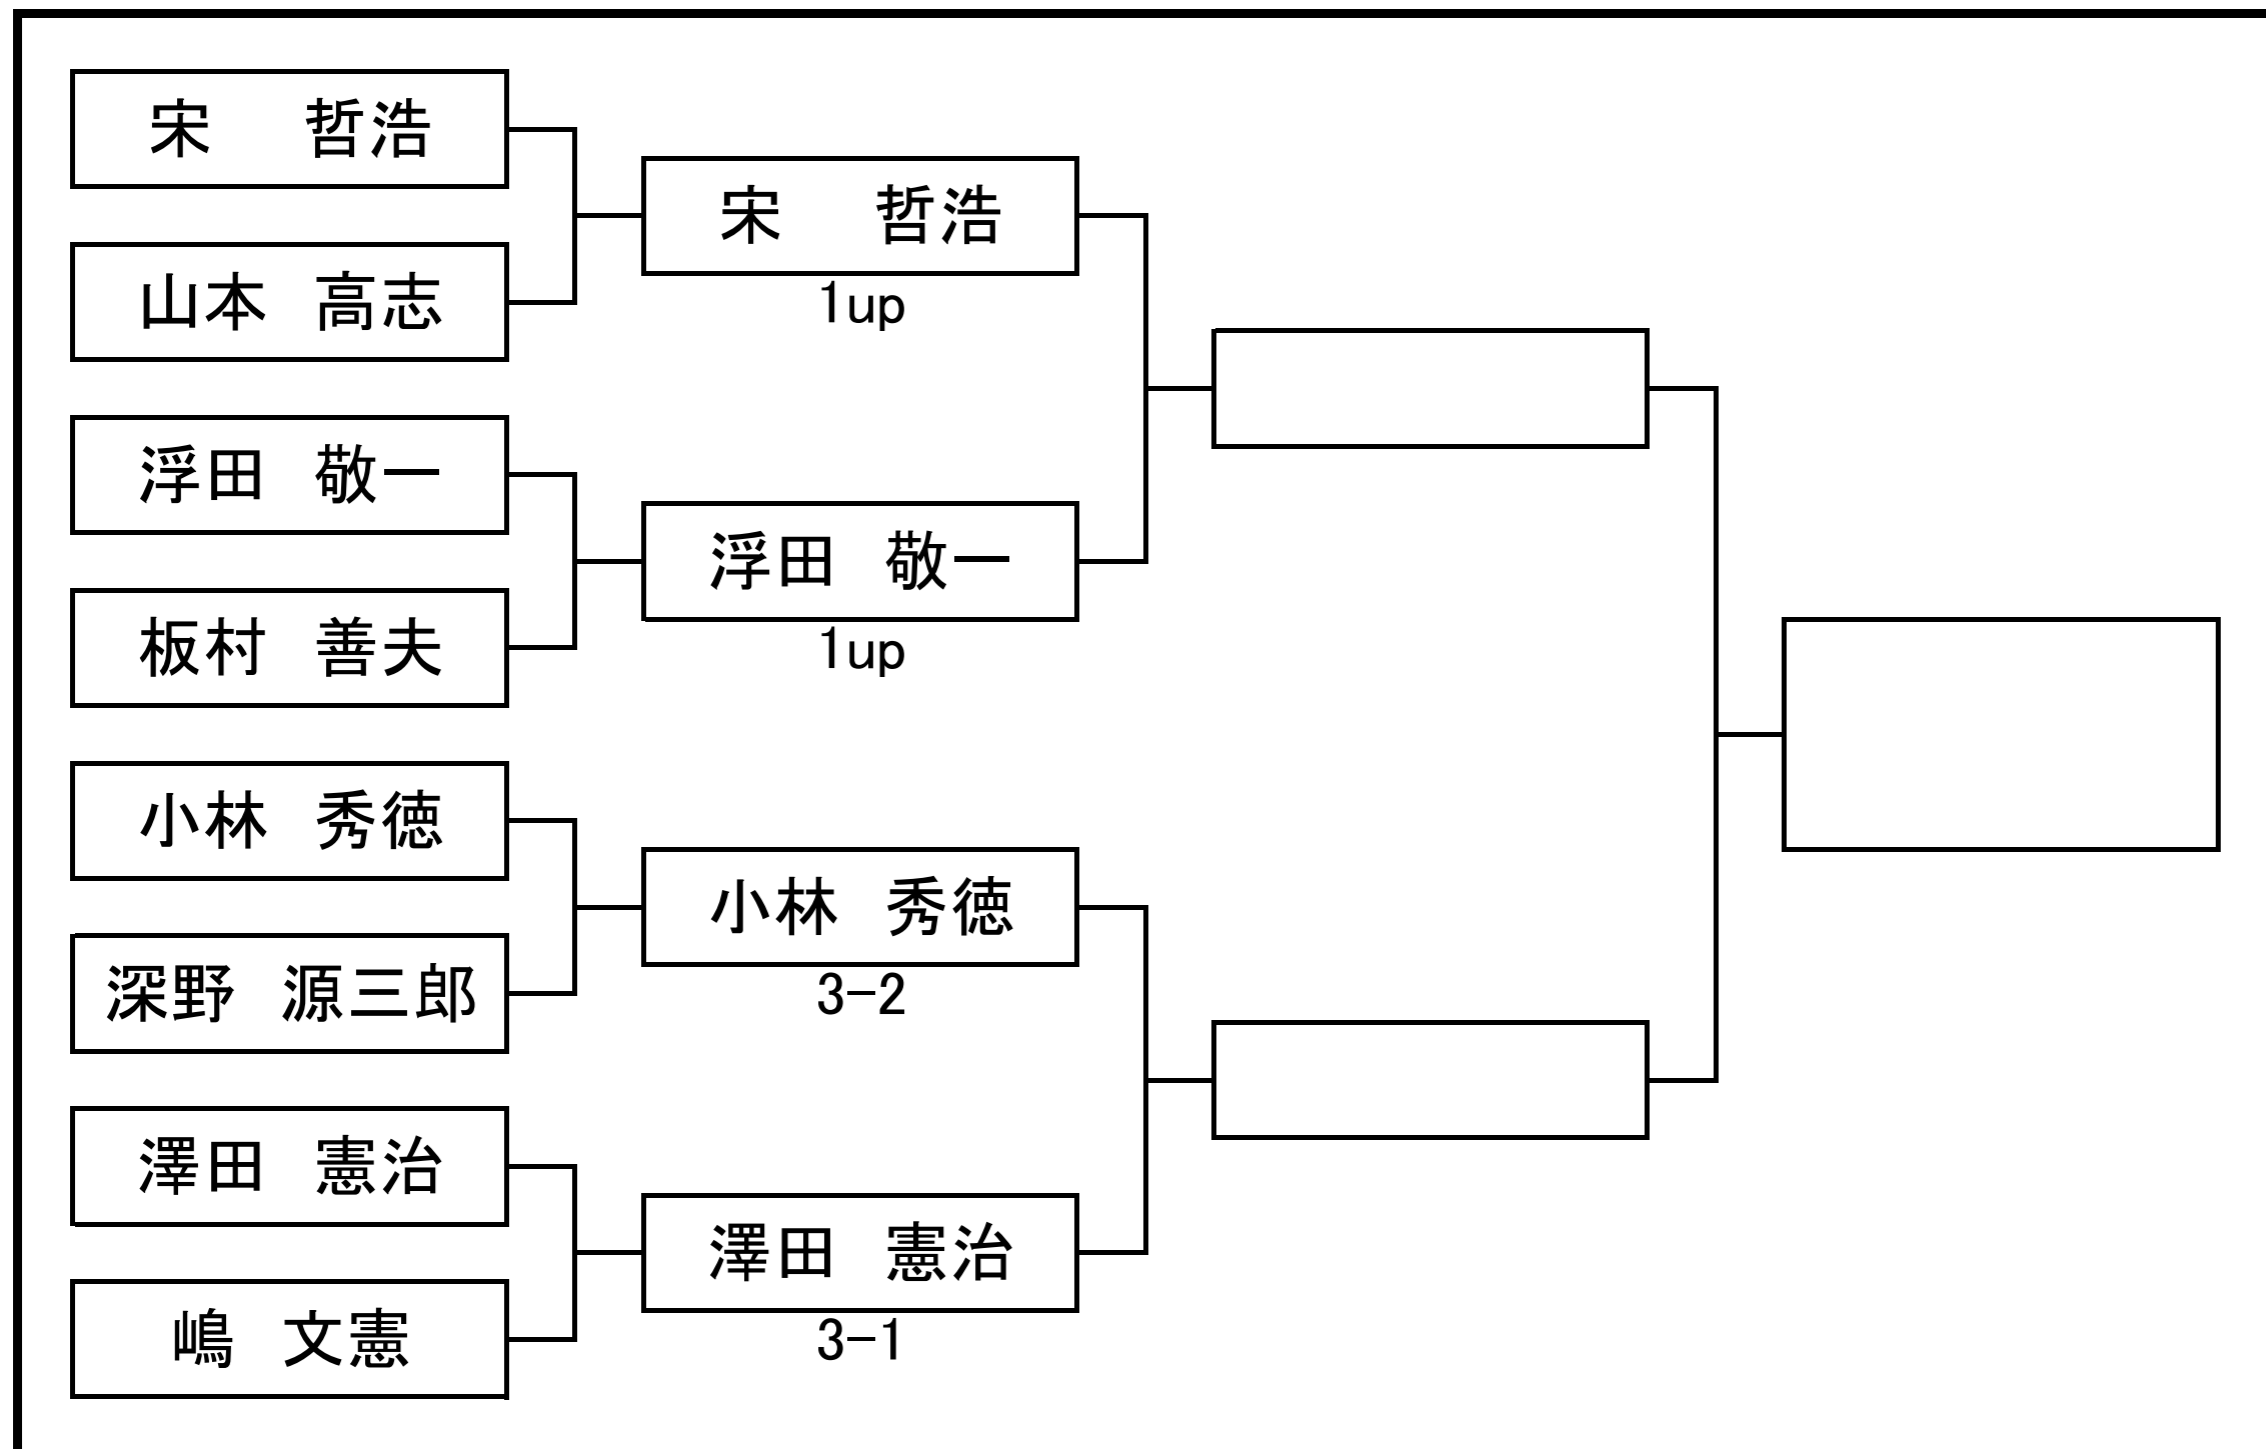 宋　哲浩
山本　高志
浮田　敬一
板村　善夫
小林　秀徳
深野　源三郎
澤田　憲治
嶋　文憲
宋　哲浩
1up
浮田　敬一
1up
小林　秀徳
3-2
澤田　憲治
3-1